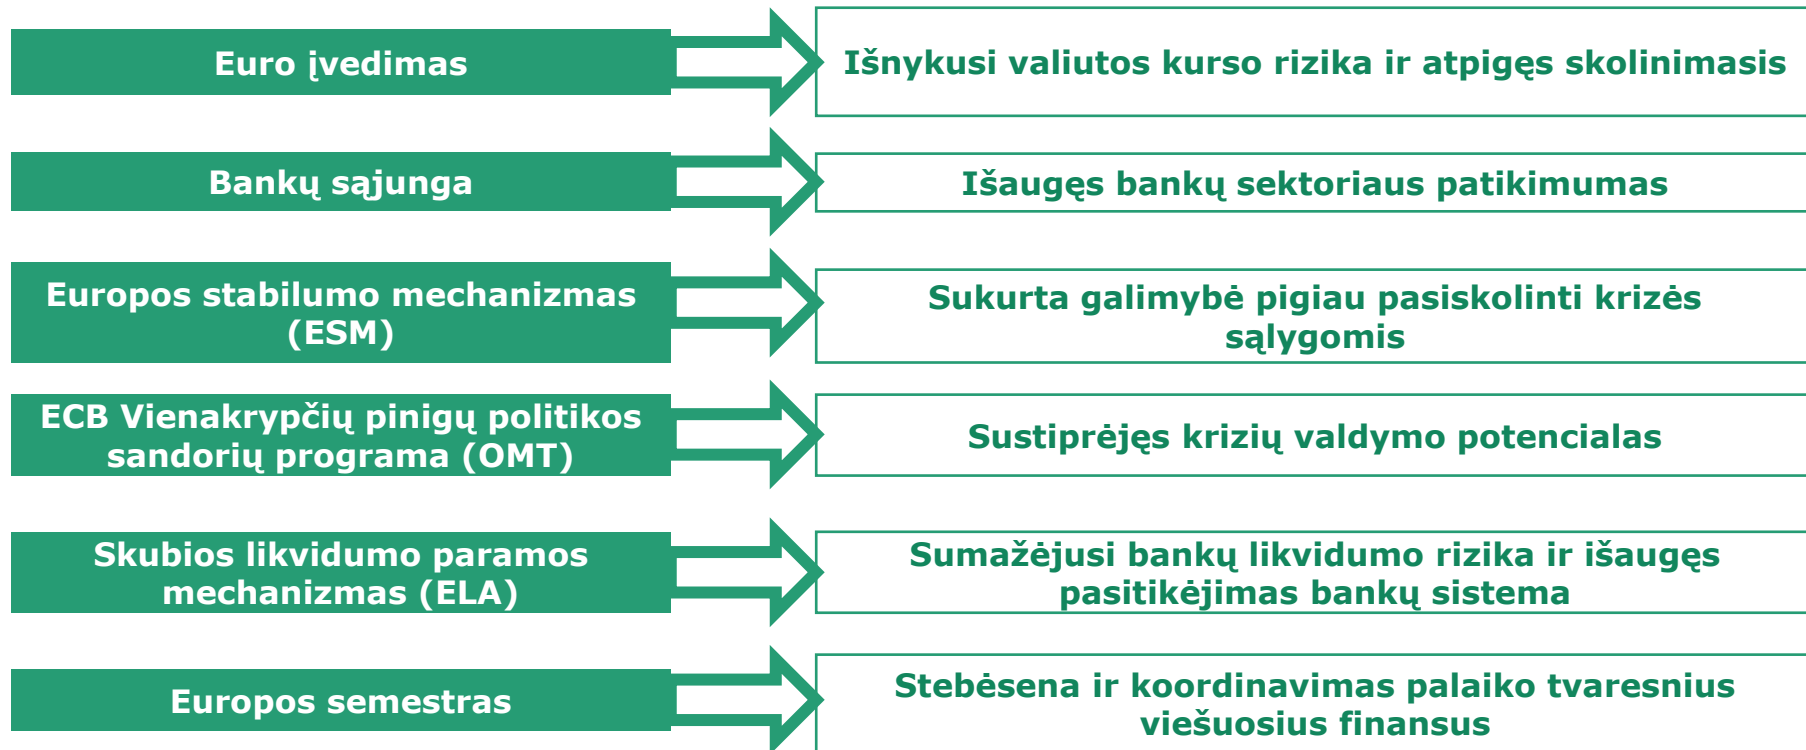 Euro įvedimas
Išnykusi valiutos kurso rizika ir atpigęs skolinimasis
Bankų sąjunga
Išaugęs bankų sektoriaus patikimumas
Europos stabilumo mechanizmas
(ESM)
Sukurta galimybė pigiau pasiskolinti krizės
sąlygomis
ECB Vienakrypčių pinigų politikos
sandorių programa (OMT)
Sustiprėjęs krizių valdymo potencialas
Skubios likvidumo paramos
mechanizmas (ELA)
Sumažėjusi bankų likvidumo rizika ir išaugęs
pasitikėjimas bankų sistema
Europos semestras
Stebėsena ir koordinavimas palaiko tvaresnius
viešuosius finansus